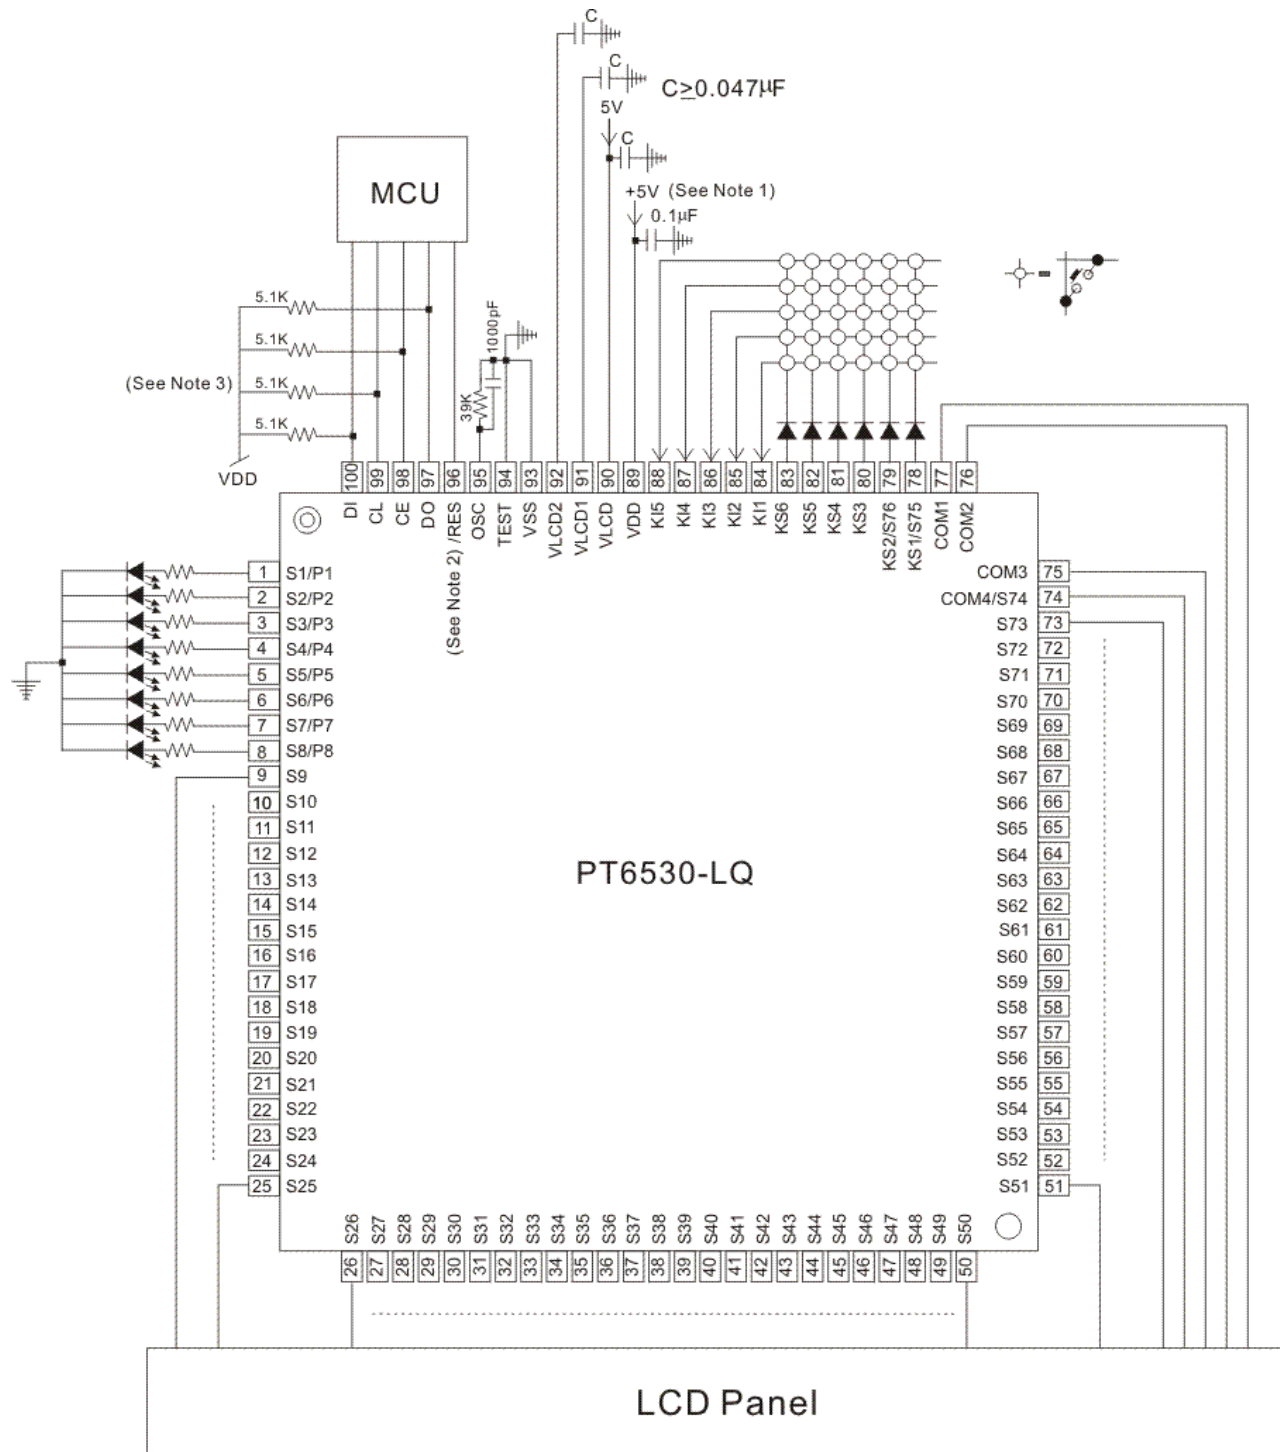 C
C
C≥0.047μF
5V
C
+5V (See Note 1)
0.1μF
MCU
5.1K
5.1K
(See Note 3) 5.1K
5.1K
VDD
39K
1000pF
100 99 98 97 96 95 94 93 92 91 90 89 88 87 86 85 84 83 82 81 80 79 78 77 76
DI CL CE DO (See Note 2) /RES OSC TEST VSS VLCD2 VLCD1 VLCD VDD KI5 KI4 KI3 KI2 KI1 KS6 KS5 KS4 KS3 KS2/S76 KS1/S75 COM1 COM2
1 S1/P1
2 S2/P2
3 S3/P3
4 S4/P4
5 S5/P5
6 S6/P6
7 S7/P7
8 S8/P8
9 S9
10 S10
11 S11
12 S12
13 S13
14 S14
15 S15
16 S16
17 S17
18 S18
19 S19
20 S20
21 S21
22 S22
23 S23
24 S24
25 S25
PT6530-LQ
COM3 75
COM4/S74 74
S73 73
S72 72
S71 71
S70 70
S69 69
S68 68
S67 67
S66 66
S65 65
S64 64
S63 63
S62 62
S61 61
S60 60
S59 59
S58 58
S57 57
S56 56
S55 55
S54 54
S53 53
S52 52
S51 51
S26 S27 S28 S29 S30 S31 S32 S33 S34 S35 S36 S37 S38 S39 S40 S41 S42 S43 S44 S45 S46 S47 S48 S49 S50
26 27 28 29 30 31 32 33 34 35 36 37 38 39 40 41 42 43 44 45 46 47 48 49 50
LCD Panel